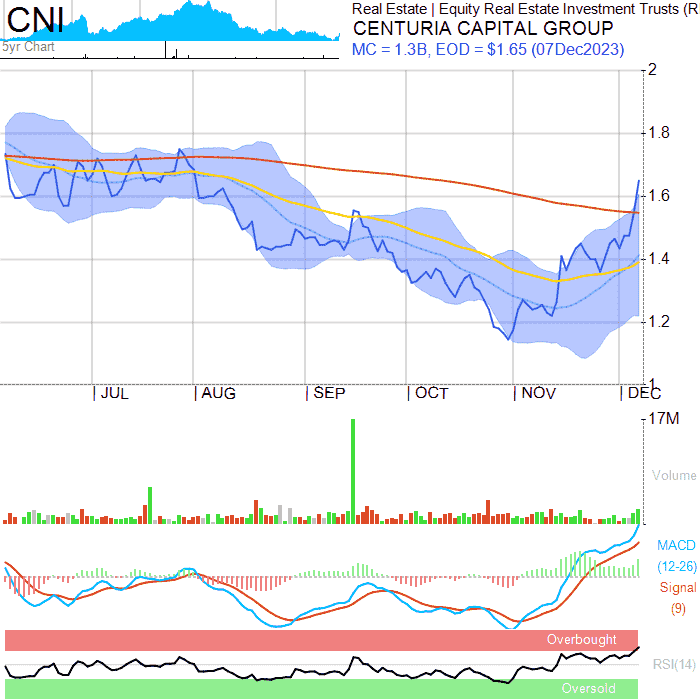 CNI
5yr Chart
Real Estate | Equity Real Estate Investment Trusts (R
CENTURIA CAPITAL GROUP
MC = 1.3B, EOD = $1.65 (07Dec2023)
2
1.8
1.6
1.4
1.2
1
JUL AUG SEP OCT NOV DEC
17M
Volume
MACD
(12-26)
Signal
(9)
Overbought
RSI(14)
Oversold